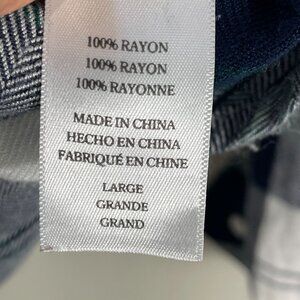 100% RAYON
100% RAYON
100% RAYONNE
MADE IN CHINA
HECHO EN CHINA
FABRIQUÉ EN CHINE
LARGE
GRANDE
GRAND